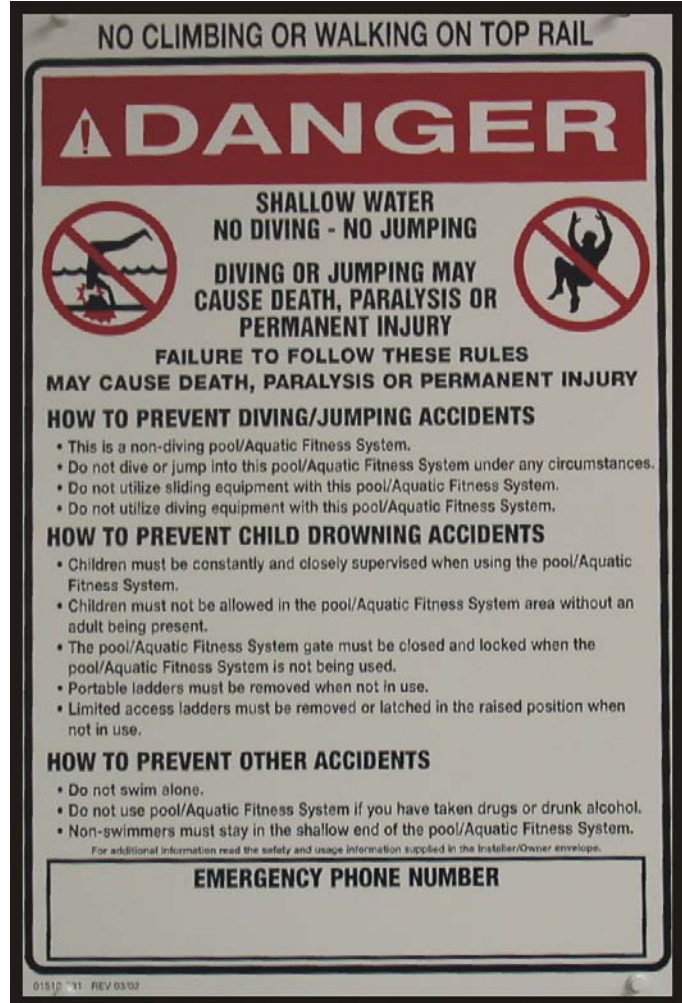 NO CLIMBING OR WALKING ON TOP RAIL
DANGER
SHALLOW WATER
NO DIVING - NO JUMPING
DIVING OR JUMPING MAY
CAUSE DEATH, PARALYSIS OR
PERMANENT INJURY
FAILURE TO FOLLOW THESE RULES
MAY CAUSE DEATH, PARALYSIS OR PERMANENT INJURY
HOW TO PREVENT DIVING/JUMPING ACCIDENTS
• This is a non-diving pool/Aquatic Fitness System.
• Do not dive or jump into this pool/Aquatic Fitness System under any circumstances.
• Do not utilize sliding equipment with this pool/Aquatic Fitness System.
• Do not utilize diving equipment with this pool/Aquatic Fitness System.
HOW TO PREVENT CHILD DROWNING ACCIDENTS
• Children must be constantly and closely supervised when using the pool/Aquatic
Fitness System.
• Children must not be allowed in the pool/Aquatic Fitness System area without an
adult being present.
• The pool/Aquatic Fitness System gate must be closed and locked when the
pool/Aquatic Fitness System is not being used.
• Portable ladders must be removed when not in use.
• Limited access ladders must be removed or latched in the raised position when
not in use.
HOW TO PREVENT OTHER ACCIDENTS
• Do not swim alone.
• Do not use pool/Aquatic Fitness System if you have taken drugs or drunk alcohol.
• Non-swimmers must stay in the shallow end of the pool/Aquatic Fitness System.
For additional information read the safety and usage information supplied in the Installer/Owner envelope.
EMERGENCY PHONE NUMBER
REV 03/02